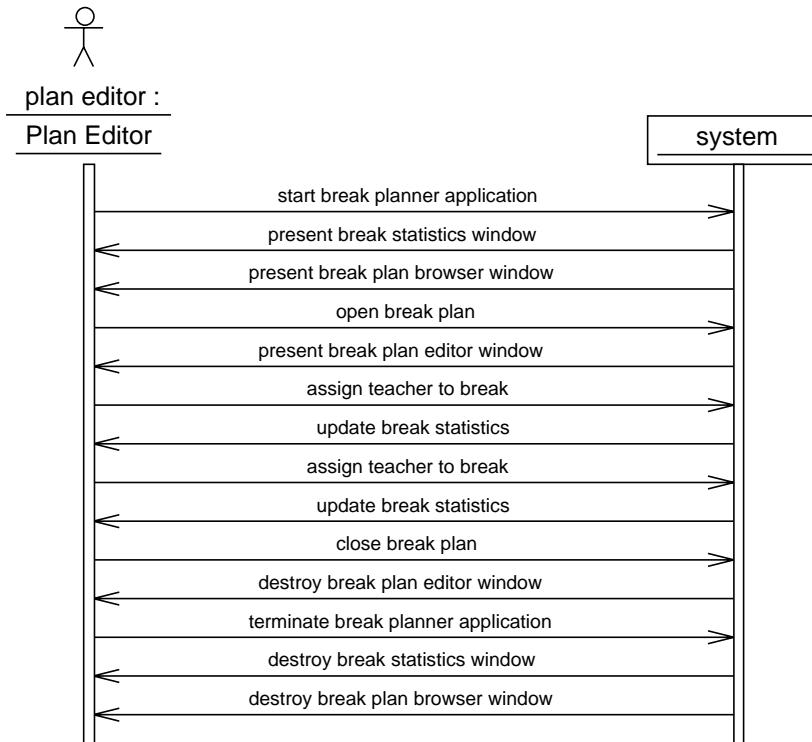 plan editor :
Plan Editor
system
start break planner application
present break statistics window
present break plan browser window
open break plan
present break plan editor window
assign teacher to break
update break statistics
assign teacher to break
update break statistics
close break plan
destroy break plan editor window
terminate break planner application
destroy break statistics window
destroy break plan browser window